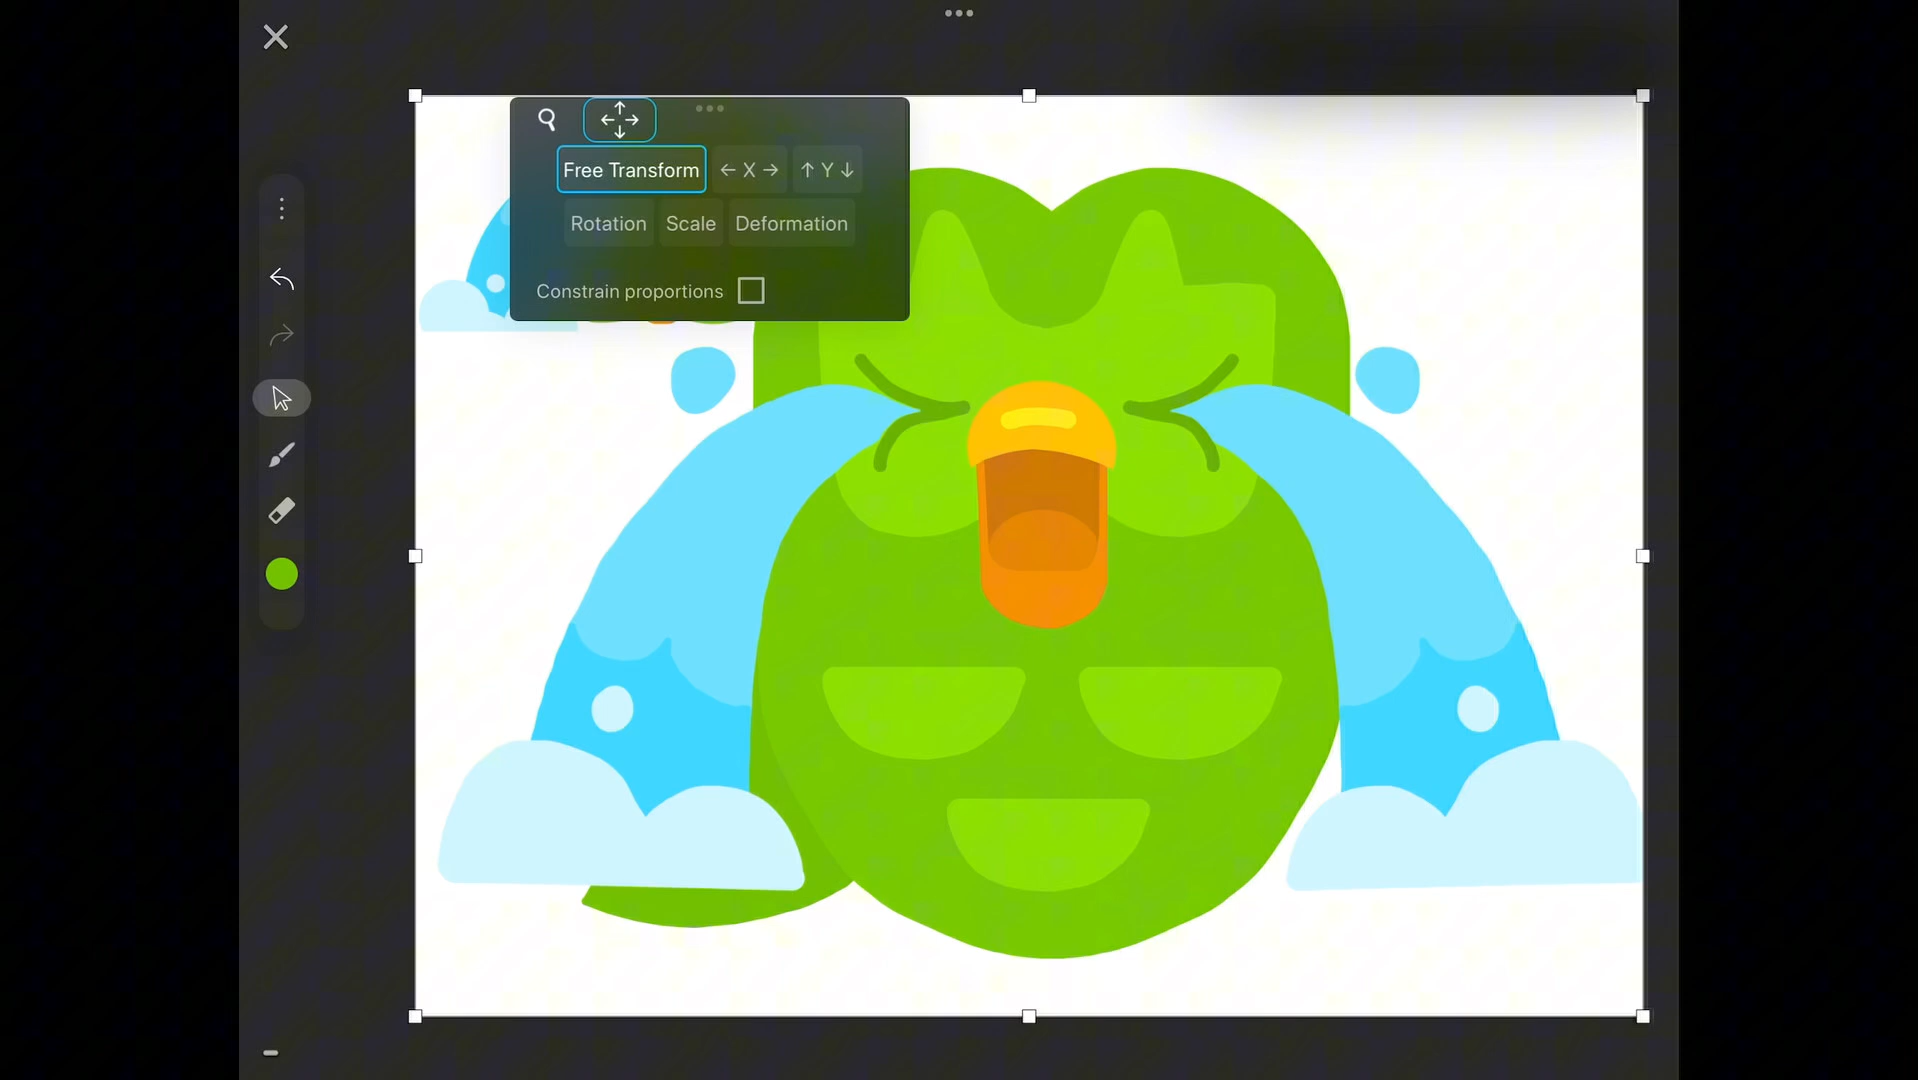 Free Transform ← X → ↑ Y ↓
Rotation Scale Deformation
Constrain proportions